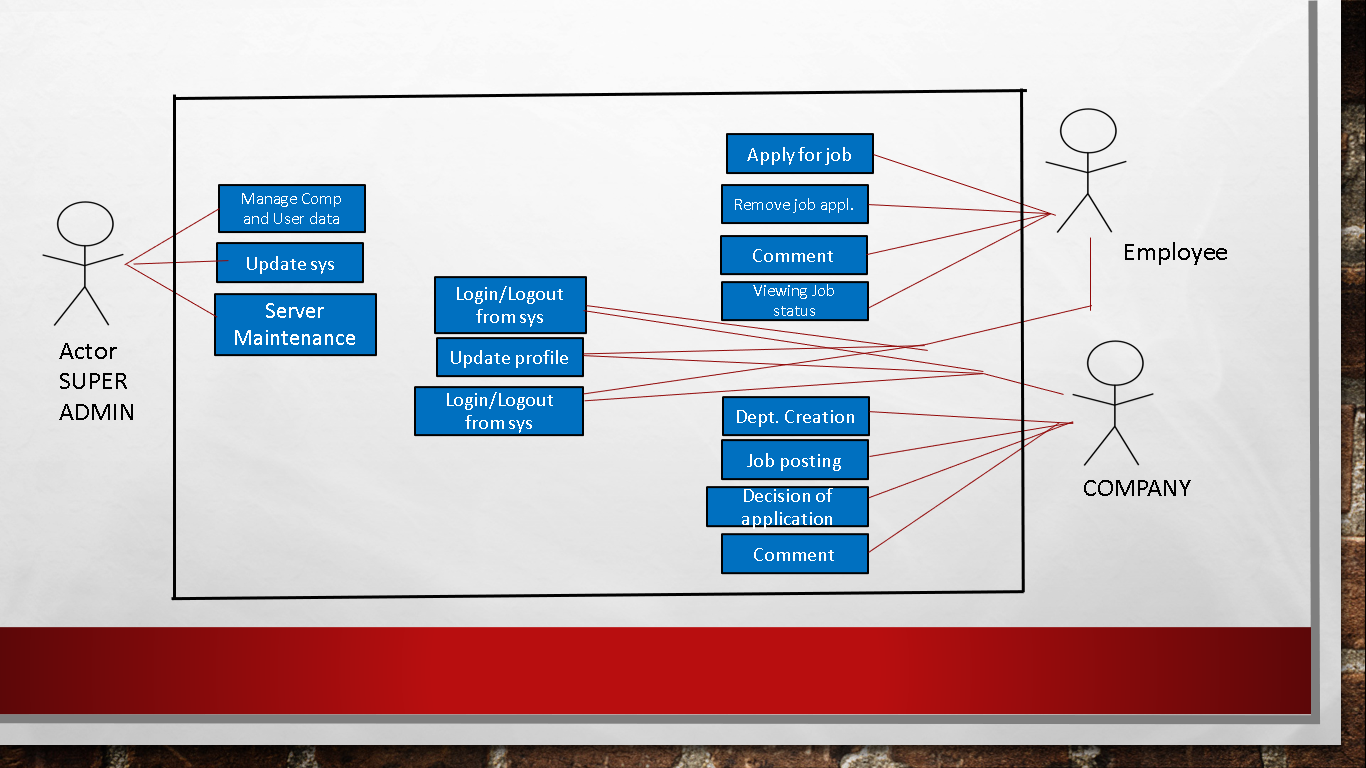 Actor
SUPER
ADMIN
Manage Comp
and User data
Update sys
Server
Maintenance
Login/Logout
from sys
Update profile
Login/Logout
from sys
Apply for job
Remove job appl.
Comment
Viewing Job
status
Dept. Creation
Job posting
Decision of
application
Comment
Employee
COMPANY